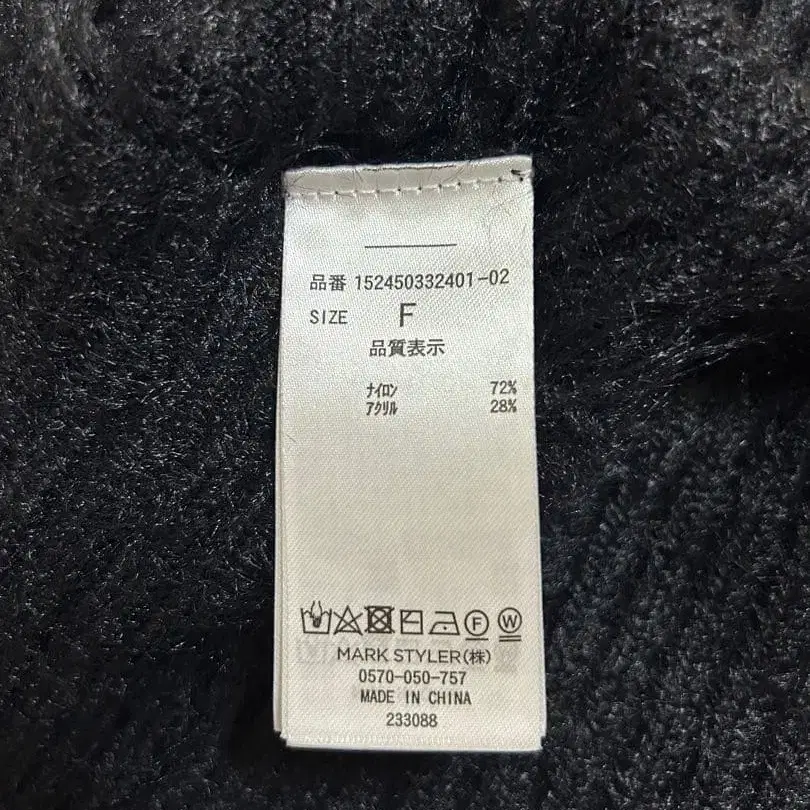 品番 152450332401-02
SIZE F
品質表示
ﾅｲﾛﾝ 72%
ｱｸﾘﾙ 28%
F W
MARK STYLER(株)
0570-050-757
MADE IN CHINA
233088